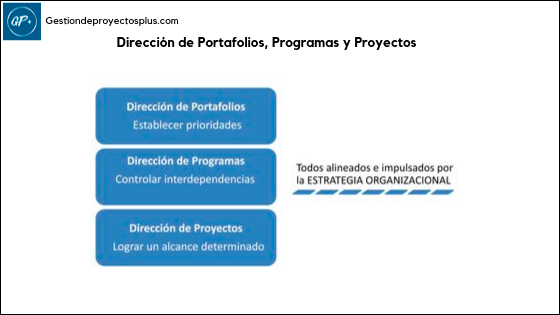 GP+
Gestiondeproyectosplus.com
Dirección de Portafolios, Programas y Proyectos
Dirección de Portafolios
Establecer prioridades
Dirección de Programas
Controlar interdependencias
Todos alineados e impulsados por
la ESTRATEGIA ORGANIZACIONAL
Dirección de Proyectos
Lograr un alcance determinado